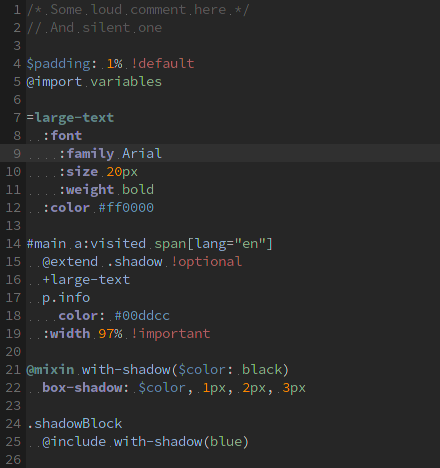 1 /* Some loud comment here */
2 // And silent one
3
4 $padding: 1% !default
5 @import variables
6
7 =large-text
8   :font
9     :family Arial
10     :size 20px
11     :weight bold
12   :color #ff0000
13
14 #main a:visited span[lang="en"]
15   @extend .shadow !optional
16   +large-text
17   p.info
18     color: #00ddcc
19   :width 97% !important
20
21 @mixin with-shadow($color: black)
22   box-shadow: $color, 1px, 2px, 3px
23
24 .shadowBlock
25   @include with-shadow(blue)
26